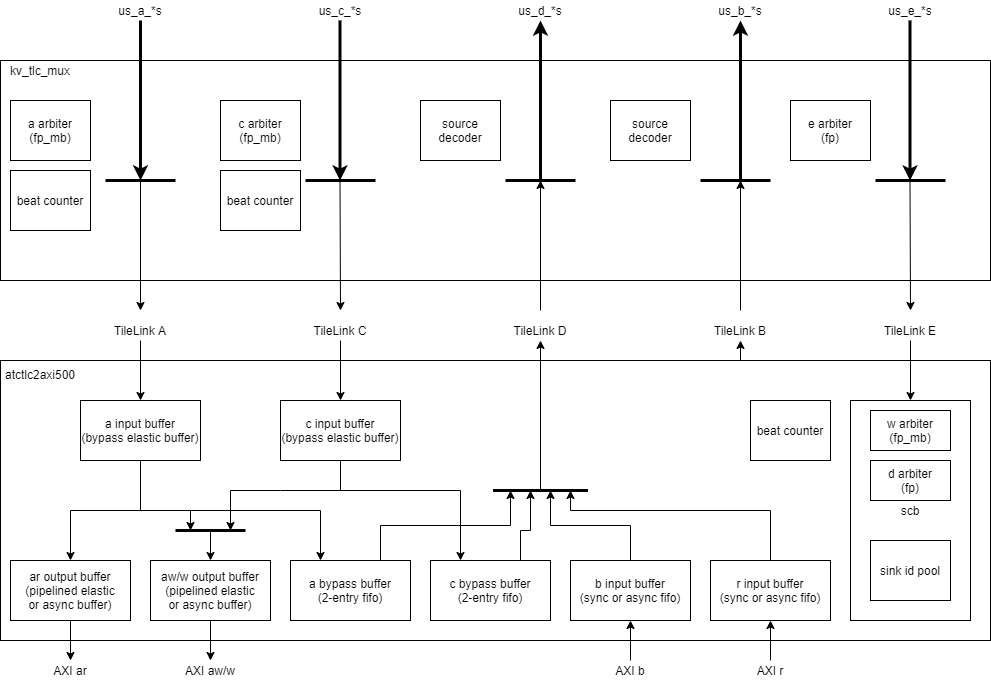 us_a_*s
us_c_*s
us_d_*s
us_b_*s
us_e_*s
kv_tlc_mux
a arbiter
(fp_mb)
c arbiter
(fp_mb)
source
decoder
source
decoder
e arbiter
(fp)
beat counter
beat counter
TileLink A
TileLink C
TileLink D
TileLink B
TileLink E
atctlc2axi500
a input buffer
(bypass elastic buffer)
c input buffer
(bypass elastic buffer)
beat counter
w arbiter
(fp_mb)
d arbiter
(fp)
scb
sink id pool
ar output buffer
(pipelined elastic
or async buffer)
aw/w output buffer
(pipelined elastic
or async buffer)
a bypass buffer
(2-entry fifo)
c bypass buffer
(2-entry fifo)
b input buffer
(sync or async fifo)
r input buffer
(sync or async fifo)
AXI ar
AXI aw/w
AXI b
AXI r